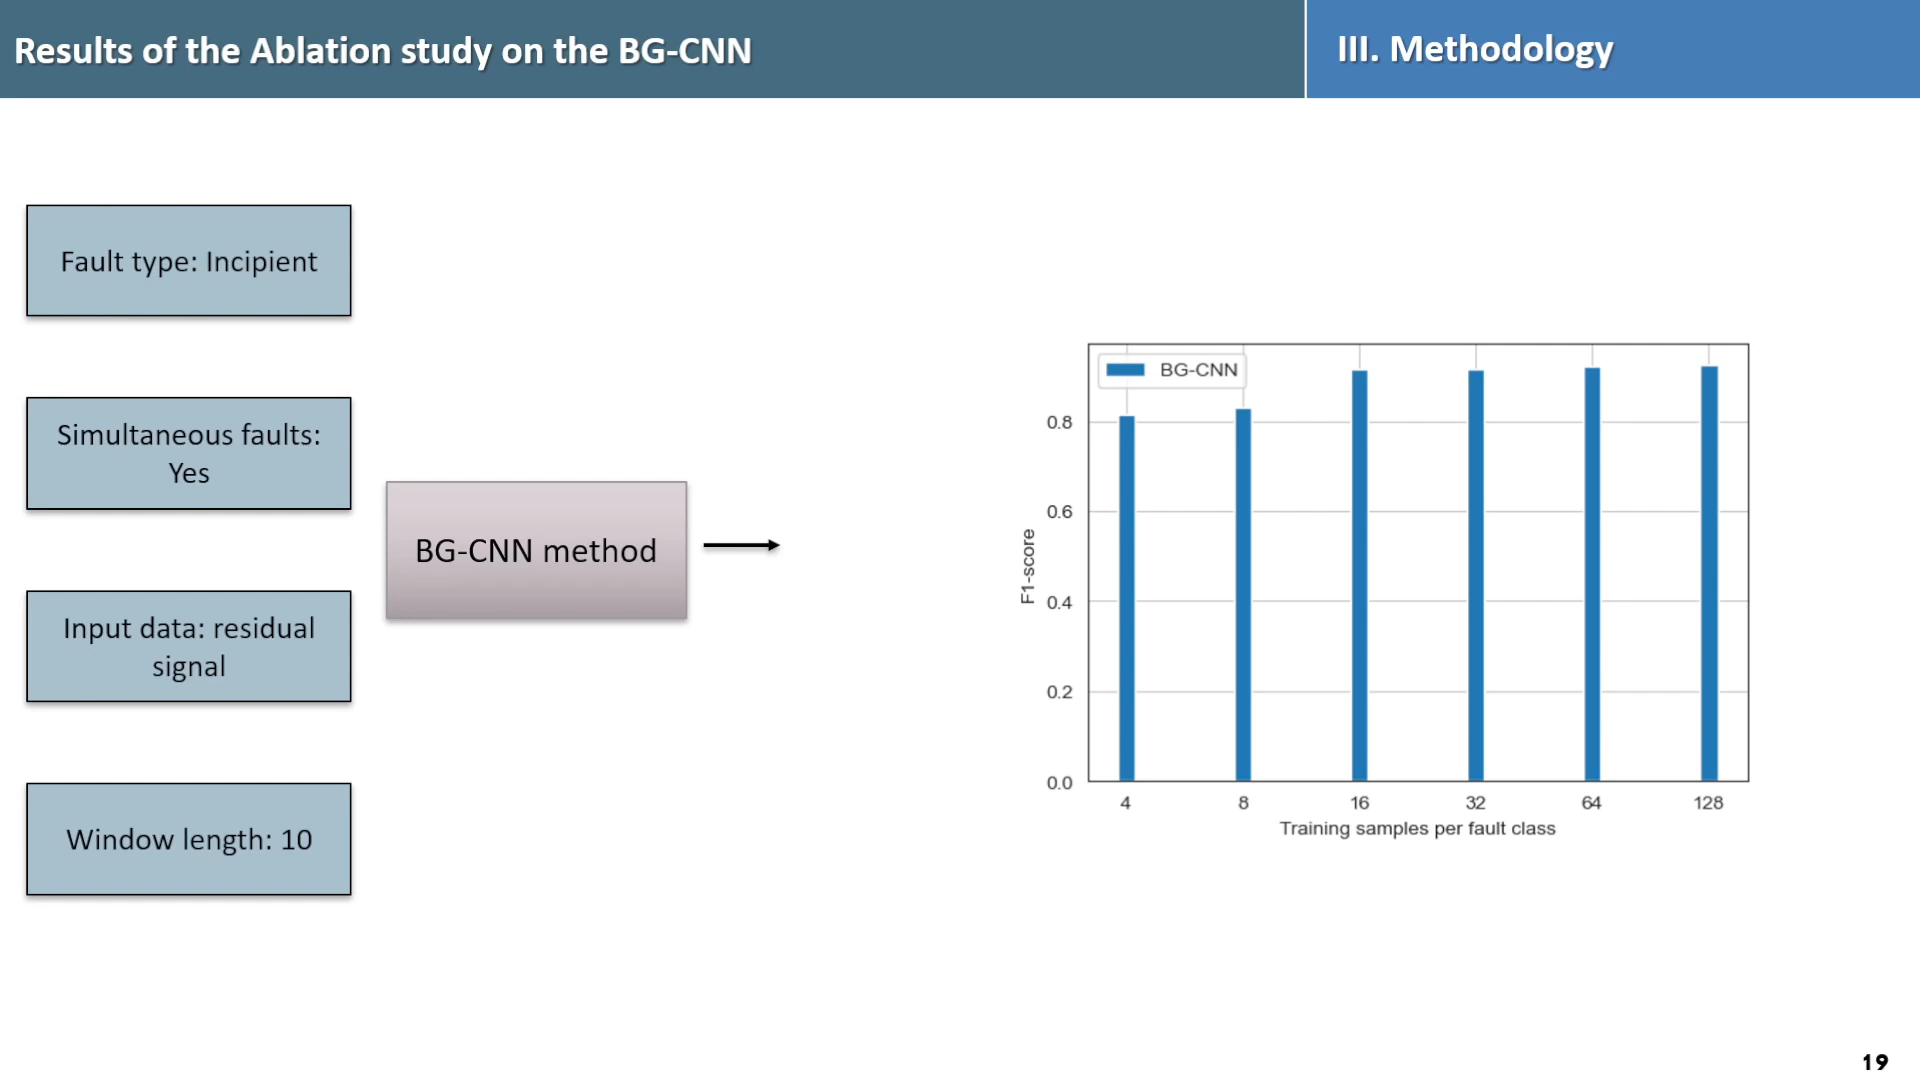 Results of the Ablation study on the BG-CNN
III. Methodology
Fault type: Incipient
Simultaneous faults:
Yes
Input data: residual
signal
Window length: 10
BG-CNN method
BG-CNN
F1-score
0.8
0.6
0.4
0.2
0.0
4 8 16 32 64 128
Training samples per fault class
19